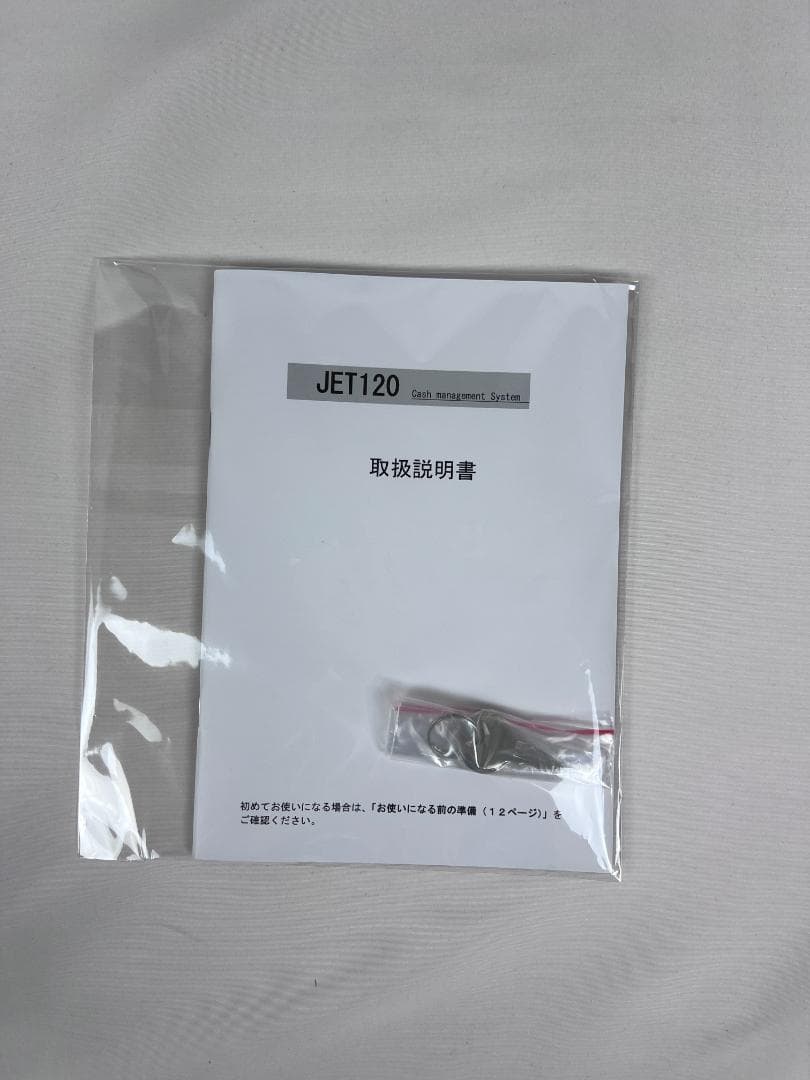 JET120 Cash management System
取扱説明書
初めてお使いになる場合は、「お使いになる前の準備（１２ページ）」を
ご確認ください。